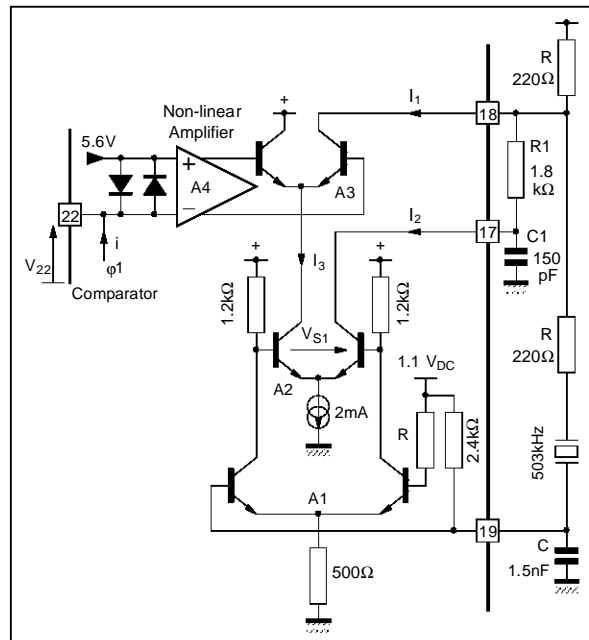 Non-linear
Amplifier
5.6V
+
A4
−
+
A3
I1
18
R
220Ω
R1
1.8
kΩ
22
V22
i
φ1
Comparator
I3
I2
17
C1
150
pF
+
1.2kΩ
+
1.2kΩ
VS1
A2
2mA
1.1 VDC
R
2.4kΩ
R
220Ω
503kHz
A1
19
500Ω
C
1.5nF